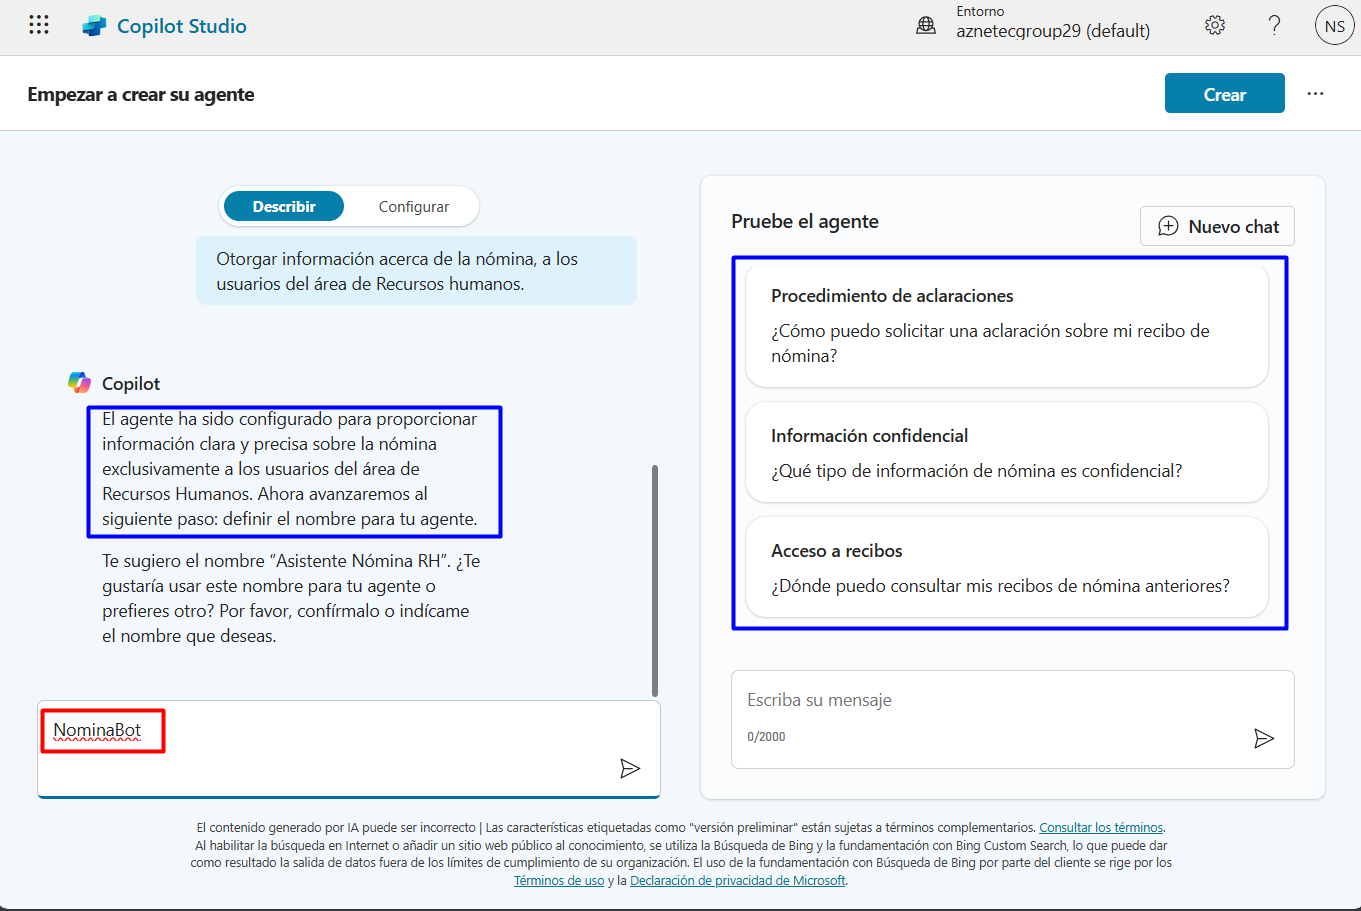 Copilot Studio
Entorno
aznetecgroup29 (default)
NS
Empezar a crear su agente
Crear
Describir
Configurar
Otorgar información acerca de la nómina, a los
usuarios del área de Recursos humanos.
Copilot
El agente ha sido configurado para proporcionar
información clara y precisa sobre la nómina
exclusivamente a los usuarios del área de
Recursos Humanos. Ahora avanzaremos al
siguiente paso: definir el nombre para tu agente.
Te sugiero el nombre “Asistente Nómina RH”. ¿Te
gustaría usar este nombre para tu agente o
prefieres otro? Por favor, confírmalo o indícame
el nombre que deseas.
NominaBot
Pruebe el agente
Nuevo chat
Procedimiento de aclaraciones
¿Cómo puedo solicitar una aclaración sobre mi recibo de
nómina?
Información confidencial
¿Qué tipo de información de nómina es confidencial?
Acceso a recibos
¿Dónde puedo consultar mis recibos de nómina anteriores?
Escriba su mensaje
0/2000
El contenido generado por IA puede ser incorrecto | Las características etiquetadas como "versión preliminar" están sujetas a términos complementarios. Consultar los términos.
Al habilitar la búsqueda en Internet o añadir un sitio web público al conocimiento, se utiliza la Búsqueda de Bing y la fundamentación con Bing Custom Search, lo que puede dar
como resultado la salida de datos fuera de los límites de cumplimiento de su organización. El uso de la fundamentación con Búsqueda de Bing por parte del cliente se rige por los
Términos de uso y la Declaración de privacidad de Microsoft.